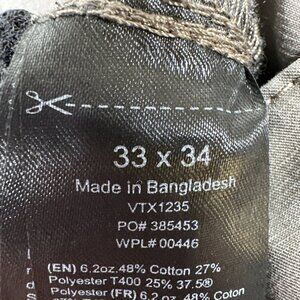 33 x 34
Made in Bangladesh
VTX1235
PO# 385453
WPL# 00446
(EN) 6.2oz.48% Cotton 27%
Polyester T400 25% 37.5®
Polyester (FR) 6.2 oz. 48% Cotton